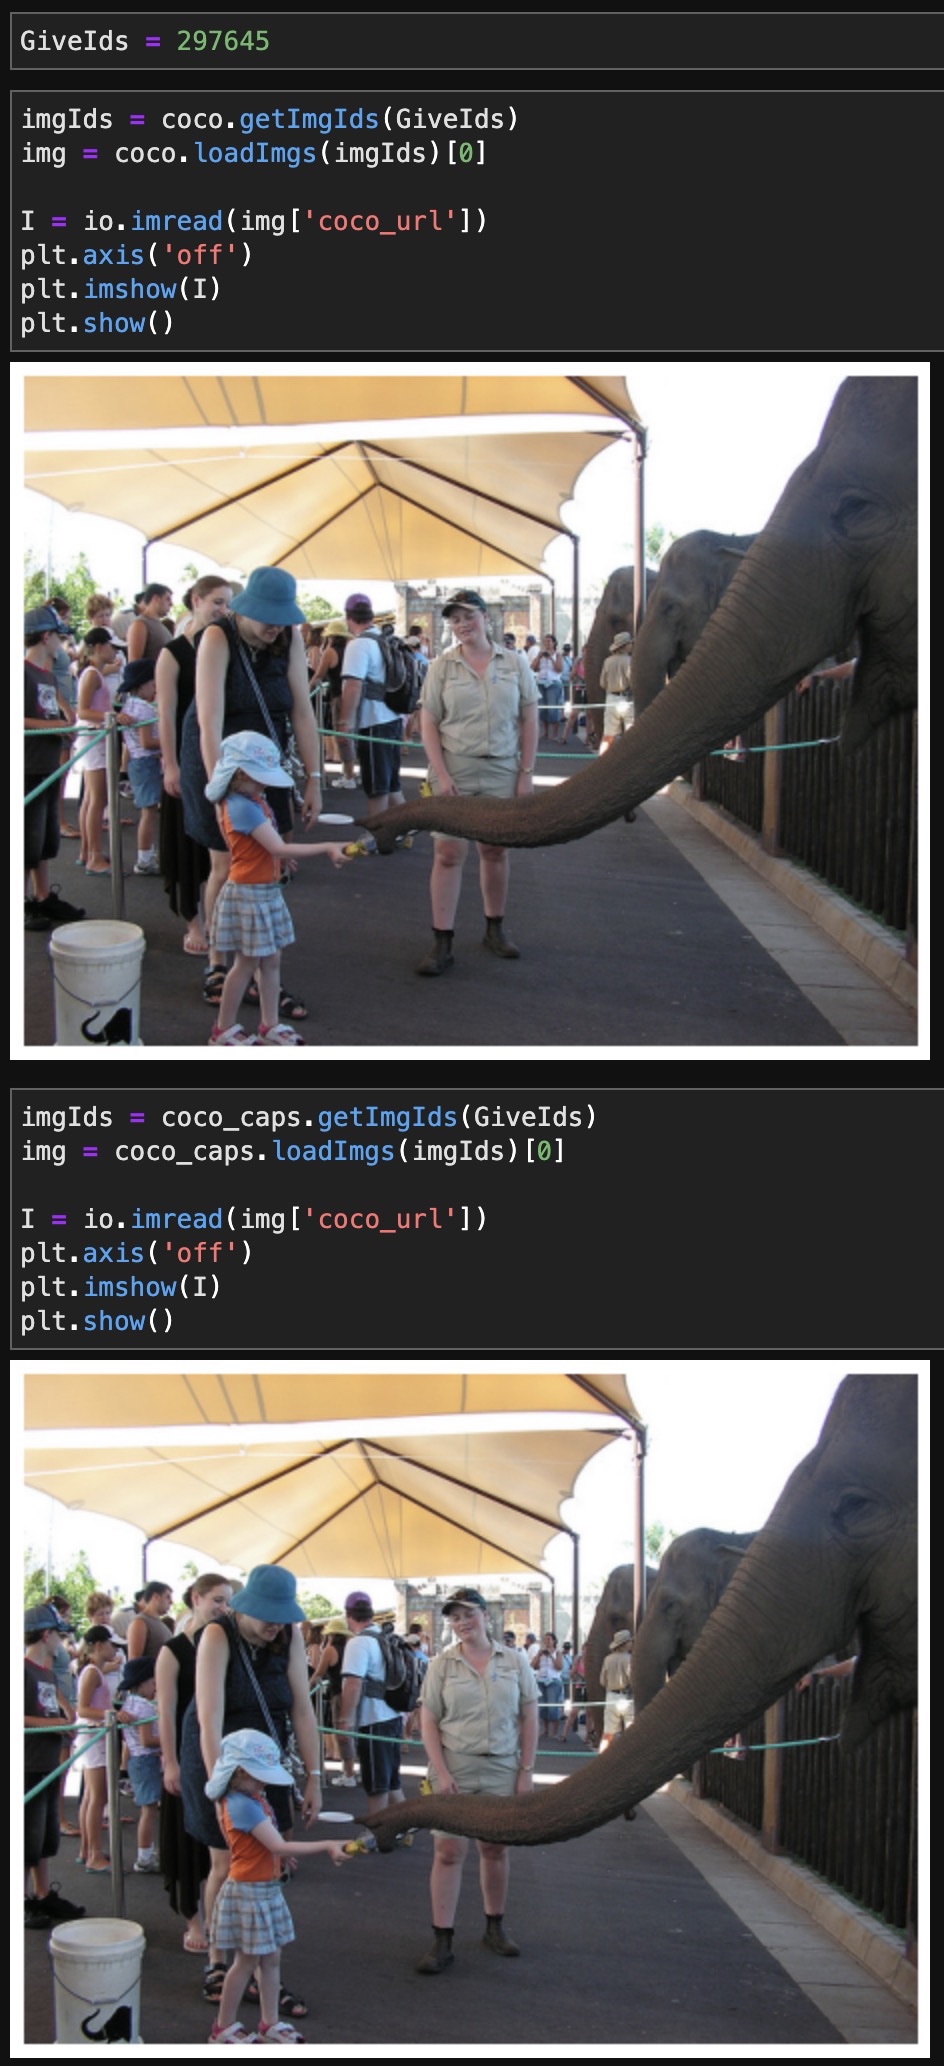 GiveIds = 297645
imgIds = coco.getImgIds(GiveIds)
img = coco.loadImgs(imgIds)[0]
I = io.imread(img['coco_url'])
plt.axis('off')
plt.imshow(I)
plt.show()
imgIds = coco_caps.getImgIds(GiveIds)
img = coco_caps.loadImgs(imgIds)[0]
I = io.imread(img['coco_url'])
plt.axis('off')
plt.imshow(I)
plt.show()